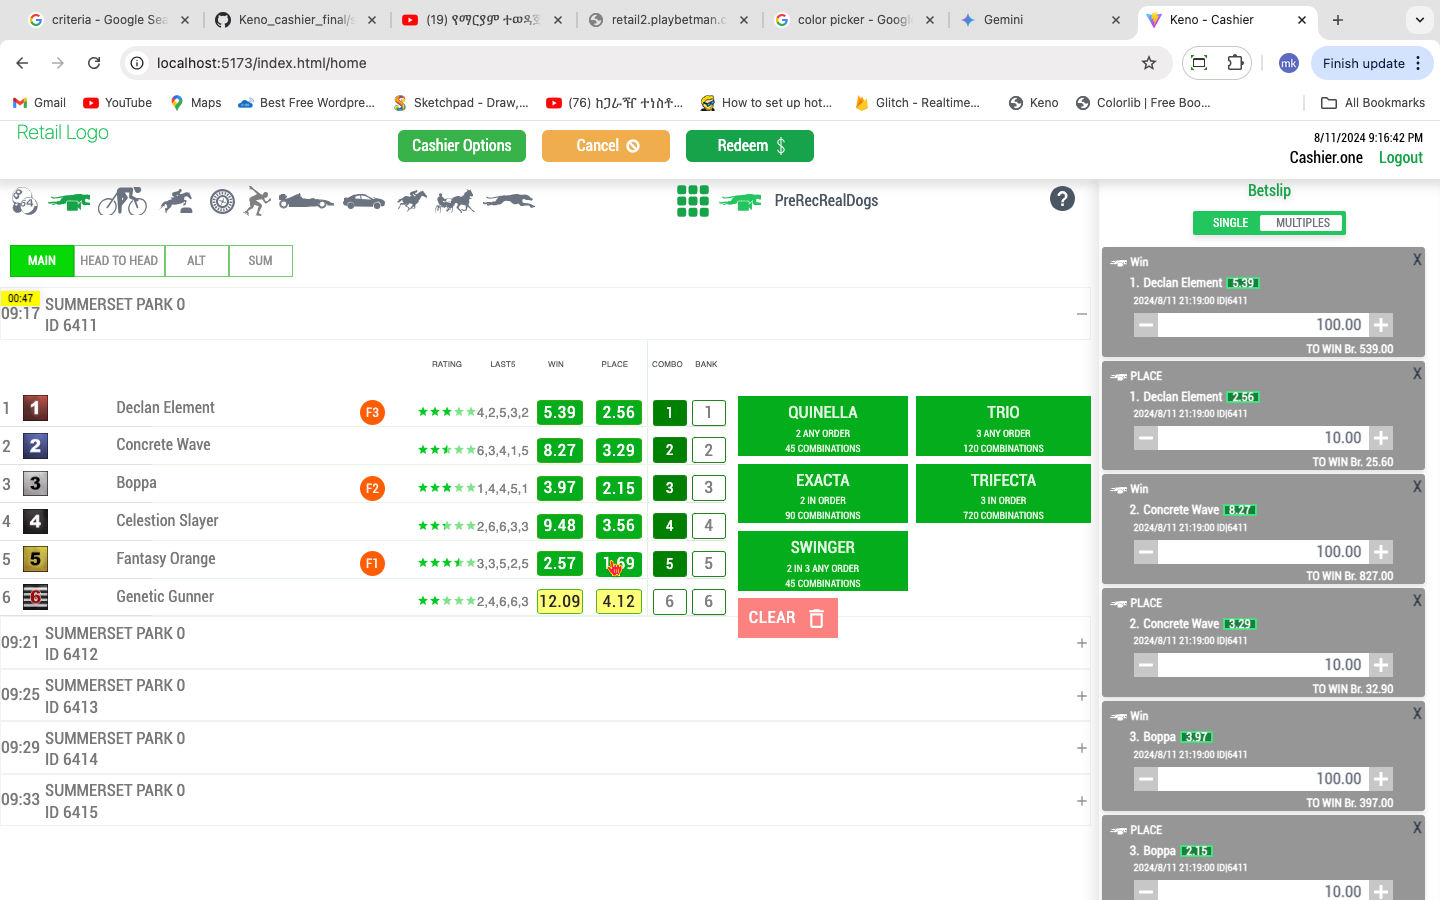 criteria - Google Sea
Keno_cashier_final/s
(19) የማርያም ተወዳጅ
retail2.playbetman.c
color picker - Google
Gemini
Keno - Cashier
localhost:5173/index.html/home
mk
Finish update
Gmail
YouTube
Maps
Best Free Wordpre...
Sketchpad - Draw,...
(76) ከጋራዥ ተነስቶ...
How to set up hot...
Glitch - Realtime...
Keno
Colorlib | Free Boo...
All Bookmarks
Retail Logo
Cashier Options
Cancel
Redeem $
8/11/2024 9:16:42 PM
Cashier.one Logout
64
PreRecRealDogs
?
MAIN HEAD TO HEAD ALT SUM
00:47
09:17
SUMMERSET PARK 0
ID 6411
RATING LAST5 WIN PLACE COMBO BANK
1 1 Declan Element F3 4,2,5,3,2 5.39 2.56 1 1
2 2 Concrete Wave 6,3,4,1,5 8.27 3.29 2 2
3 3 Boppa F2 1,4,4,5,1 3.97 2.15 3 3
4 4 Celestion Slayer 2,6,6,3,3 9.48 3.56 4 4
5 5 Fantasy Orange F1 3,3,5,2,5 2.57 1.69 5 5
6 6 Genetic Gunner 2,4,6,6,3 12.09 4.12 6 6
QUINELLA
2 ANY ORDER
45 COMBINATIONS
TRIO
3 ANY ORDER
120 COMBINATIONS
EXACTA
2 IN ORDER
90 COMBINATIONS
TRIFECTA
3 IN ORDER
720 COMBINATIONS
SWINGER
2 IN 3 ANY ORDER
45 COMBINATIONS
CLEAR
09:21
SUMMERSET PARK 0
ID 6412
09:25
SUMMERSET PARK 0
ID 6413
09:29
SUMMERSET PARK 0
ID 6414
09:33
SUMMERSET PARK 0
ID 6415
Betslip
SINGLE MULTIPLES
Win X
1. Declan Element 5.39
2024/8/11 21:19:00 ID|6411
100.00
TO WIN Br. 539.00
PLACE X
1. Declan Element 2.56
2024/8/11 21:19:00 ID|6411
10.00
TO WIN Br. 25.60
Win X
2. Concrete Wave 8.27
2024/8/11 21:19:00 ID|6411
100.00
TO WIN Br. 827.00
PLACE X
2. Concrete Wave 3.29
2024/8/11 21:19:00 ID|6411
10.00
TO WIN Br. 32.90
Win X
3. Boppa 3.97
2024/8/11 21:19:00 ID|6411
100.00
TO WIN Br. 397.00
PLACE X
3. Boppa 2.15
2024/8/11 21:19:00 ID|6411
10.00